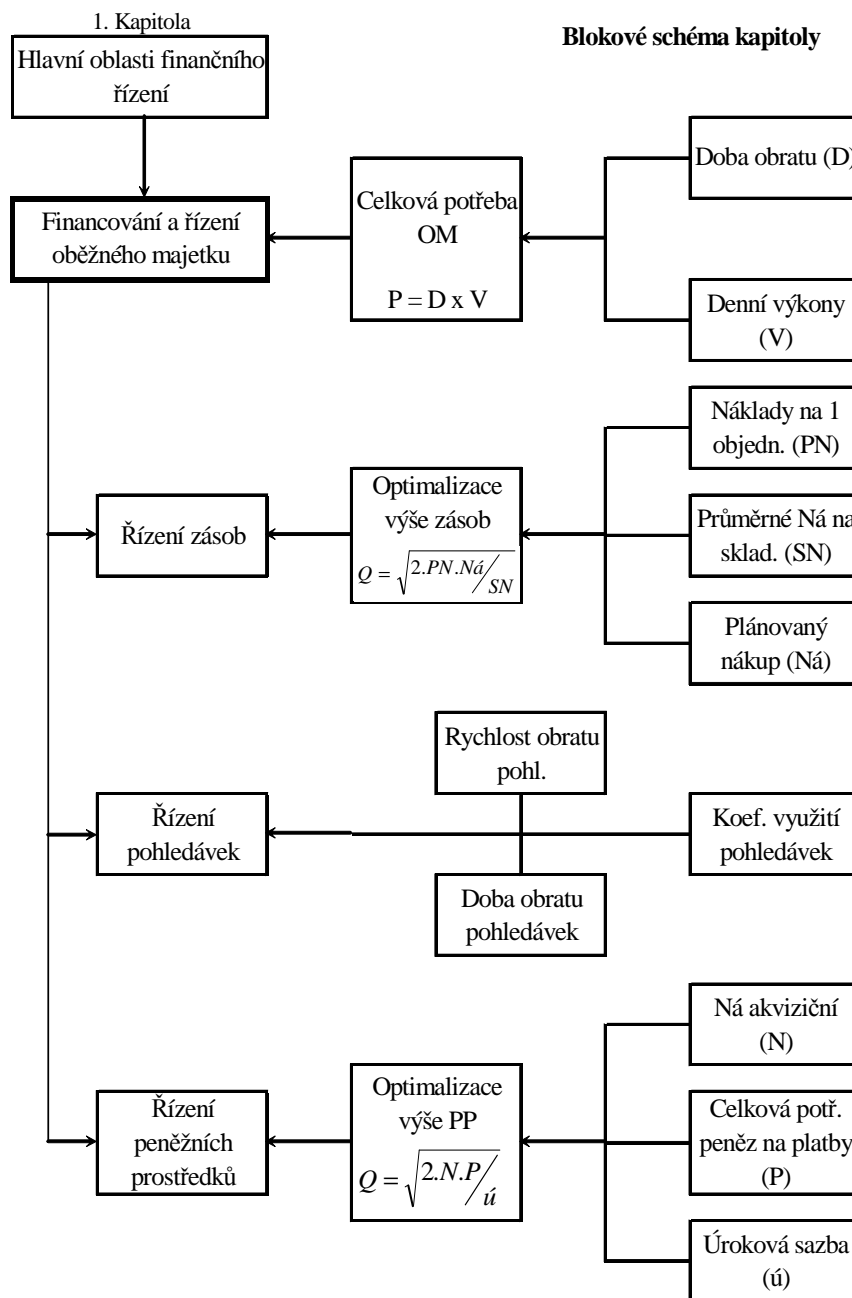 1. Kapitola
Blokové schéma kapitoly
Hlavní oblasti finančního
řízení
Financování a řízení
oběžného majetku
Celková potřeba
OM
P = D x V
Doba obratu (D)
Denní výkony
(V)
Řízení zásob
Optimalizace
výše zásob
Q = √2.PN.Ná/SN
Náklady na 1
objedn. (PN)
Průměrné Ná na
sklad. (SN)
Plánovaný
nákup (Ná)
Řízení
pohledávek
Rychlost obratu
pohl.
Doba obratu
pohledávek
Koef. využití
pohledávek
Řízení
peněžních
prostředků
Optimalizace
výše PP
Q = √2.N.P/ú
Ná akviziční
(N)
Celková potř.
peněz na platby
(P)
Úroková sazba
(ú)